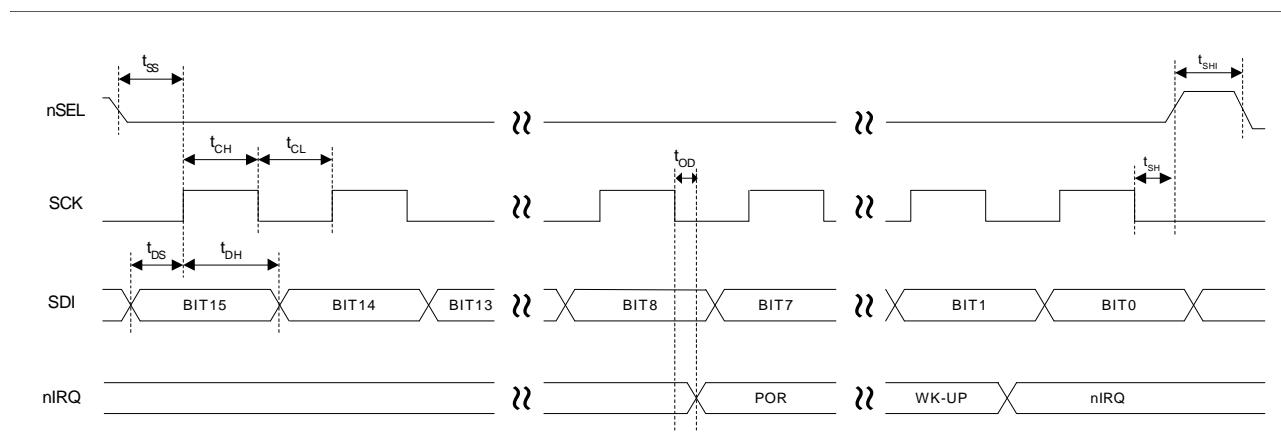 tSS
tSHI
nSEL
tCH
tCL
tOD
tSH
SCK
tDS
tDH
SDI
BIT15
BIT14
BIT13
BIT8
BIT7
BIT1
BIT0
nIRQ
POR
WK-UP
nIRQ